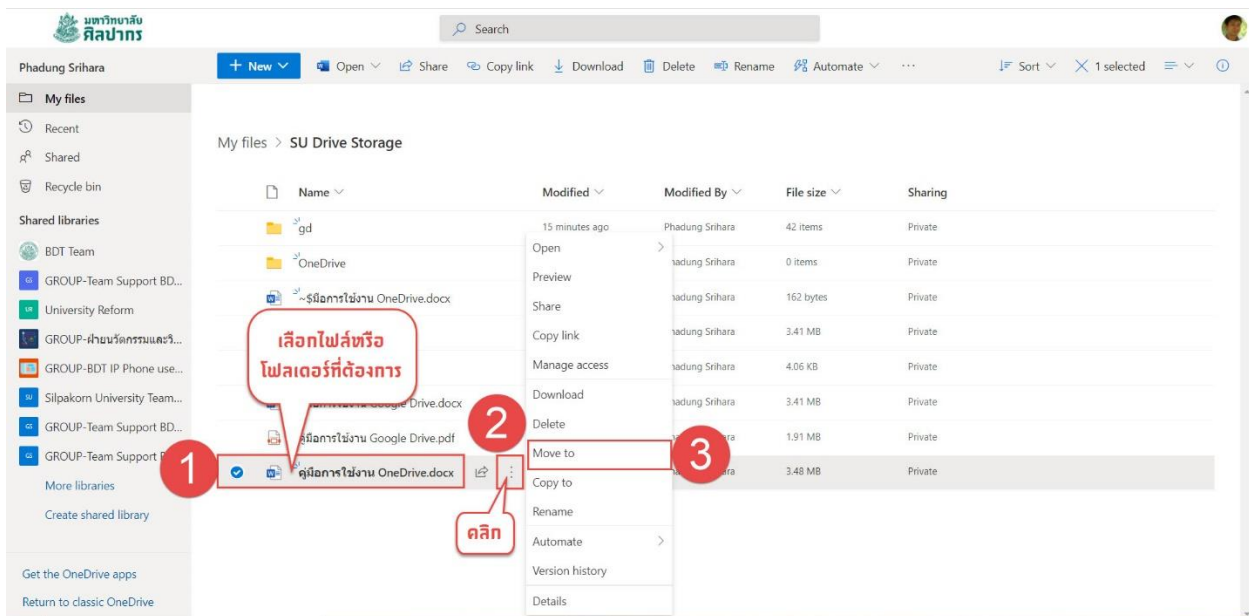 มหาวิทยาลัย
ศิลปากร
Search
Phadung Srihara
+ New
Open
Share
Copy link
Download
Delete
Rename
Automate
...
Sort
1 selected
My files
Recent
Shared
Recycle bin
Shared libraries
BDT Team
GROUP-Team Support BD...
University Reform
GROUP-ฝ่ายนวัตกรรมและวิ...
GROUP-BDT IP Phone use...
Silpakorn University Team...
GROUP-Team Support BD...
GROUP-Team Support
More libraries
Create shared library
Get the OneDrive apps
Return to classic OneDrive
My files > SU Drive Storage
Name Modified Modified By File size Sharing
gd 15 minutes ago Phadung Srihara 42 items Private
OneDrive hadung Srihara 0 items Private
~$มือการใช้งาน OneDrive.docx hadung Srihara 162 bytes Private
hadung Srihara 3.41 MB Private
hadung Srihara 4.06 KB Private
Google Drive.docx hadung Srihara 3.41 MB Private
คู่มือการใช้งาน Google Drive.pdf 1.91 MB Private
คู่มือการใช้งาน OneDrive.docx 3.48 MB Private
เลือกไฟล์หรือ
โฟลเดอร์ที่ต้องการ
1
2
3
คลิก
Open
Preview
Share
Copy link
Manage access
Download
Delete
Move to
Copy to
Rename
Automate
Version history
Details